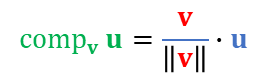 comp_v u = v / ‖v‖ · u